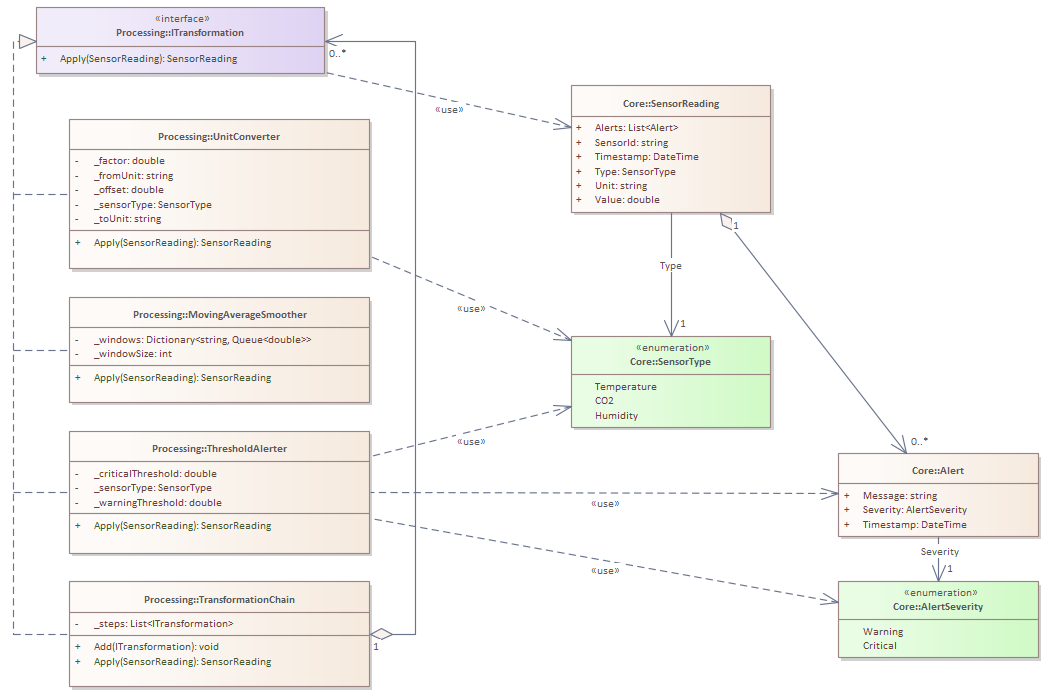 «interface»
Processing::ITransformation
+ Apply(SensorReading): SensorReading
0..*
«use»
Core::SensorReading
+ Alerts: List<Alert>
+ SensorId: string
+ Timestamp: DateTime
+ Type: SensorType
+ Unit: string
+ Value: double
1
Processing::UnitConverter
- _factor: double
- _fromUnit: string
- _offset: double
- _sensorType: SensorType
- _toUnit: string
+ Apply(SensorReading): SensorReading
Type
1
«use»
Processing::MovingAverageSmoother
- _windows: Dictionary<string, Queue<double>>
- _windowSize: int
+ Apply(SensorReading): SensorReading
«enumeration»
Core::SensorType
Temperature
CO2
Humidity
«use»
0..*
Processing::ThresholdAlerter
- _criticalThreshold: double
- _sensorType: SensorType
- _warningThreshold: double
+ Apply(SensorReading): SensorReading
«use»
Core::Alert
+ Message: string
+ Severity: AlertSeverity
+ Timestamp: DateTime
Severity
1
«use»
Processing::TransformationChain
- _steps: List<ITransformation>
+ Add(ITransformation): void
+ Apply(SensorReading): SensorReading
1
«enumeration»
Core::AlertSeverity
Warning
Critical